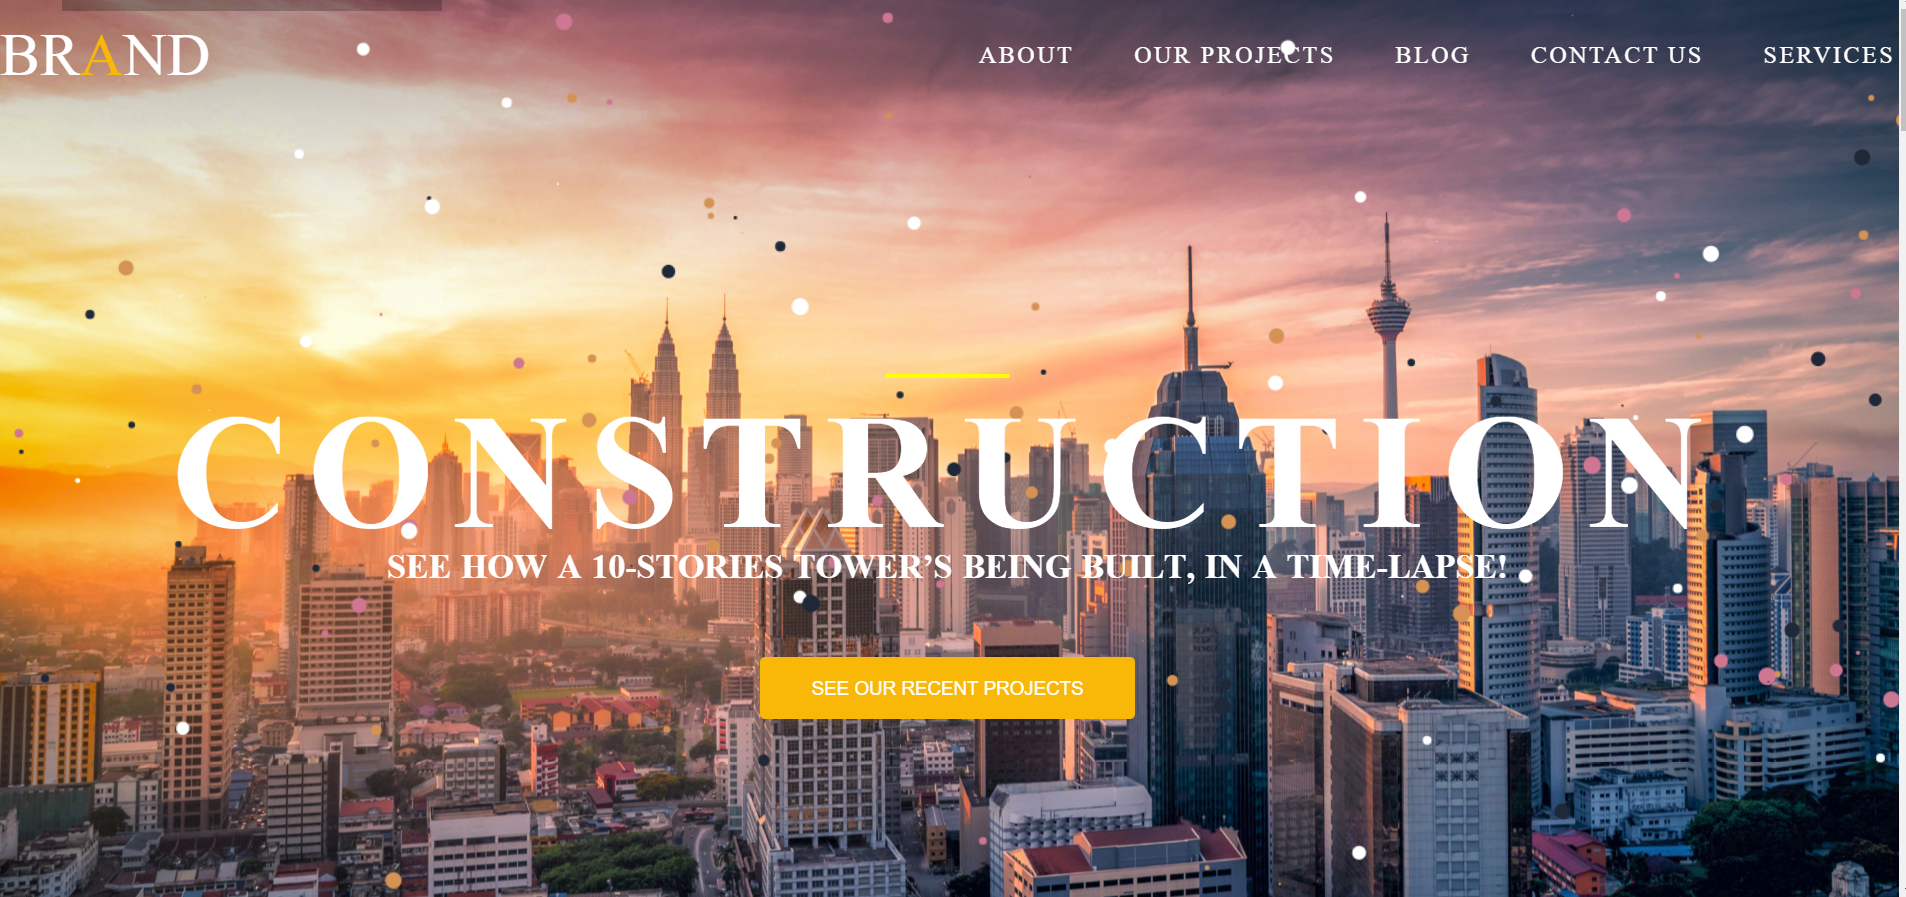 BRAND
ABOUT OUR PROJECTS BLOG CONTACT US SERVICES
CONSTRUCTION
SEE HOW A 10-STORIES TOWER’S BEING BUILT, IN A TIME-LAPSE!
SEE OUR RECENT PROJECTS